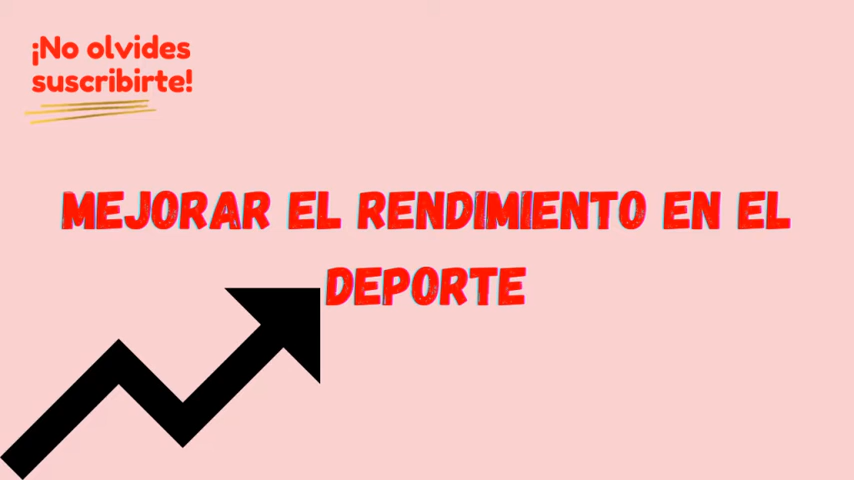 ¡No olvides
suscribirte!
MEJORAR EL RENDIMIENTO EN EL
DEPORTE